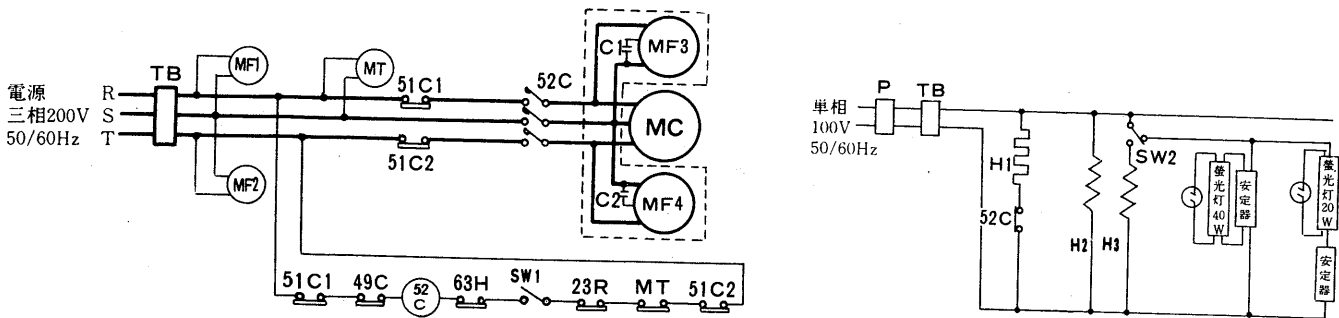 電源
三相200V
50/60Hz
R
S
T
TB
MF1
MF2
MT
51C1
51C2
52C
C1
MF3
MC
C2
MF4
51C1
49C
52
C
63H
SW1
23R
MT
51C2
単相
100V
50/60Hz
P
TB
H1
52C
H2
H3
SW2
螢光灯40W
安定器
螢光灯20W
安定器